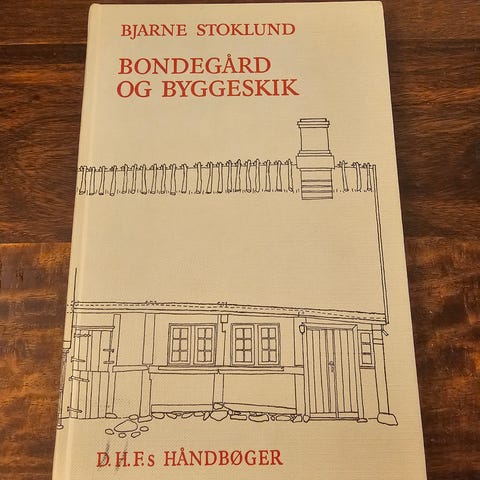 BJARNE STOKLUND
BONDEGÅRD
OG BYGGESKIK
D.H.F.s HÅNDBØGER